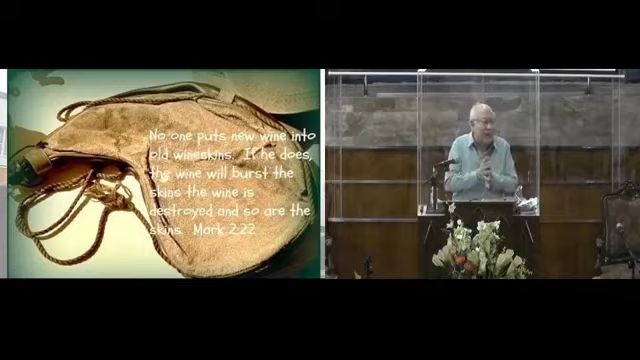 No one puts new wine into
old wineskins. If he does,
the wine will burst the
skins the wine is
destroyed and so are the
skins. Mark 2:22